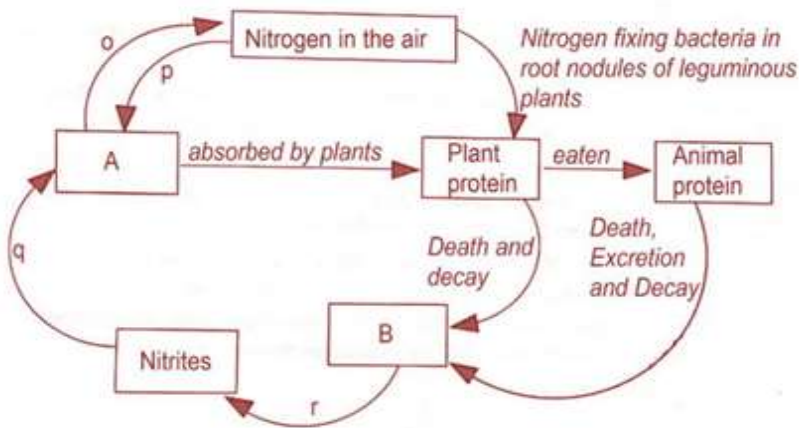 o
Nitrogen in the air
p
Nitrogen fixing bacteria in
root nodules of leguminous
plants
A
absorbed by plants
Plant
protein
eaten
Animal
protein
q
Death and
decay
Death,
Excretion
and Decay
B
Nitrites
r